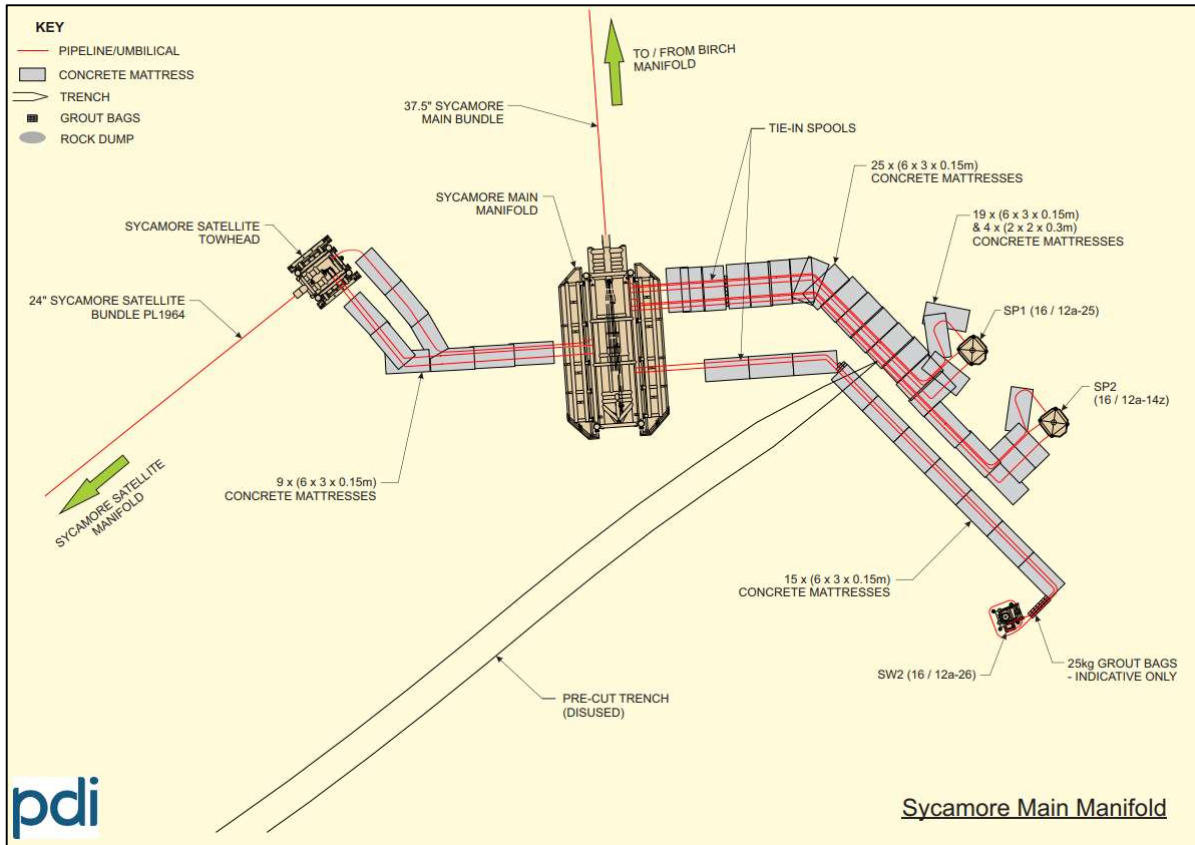 KEY
PIPELINE/UMBILICAL
CONCRETE MATTRESS
TRENCH
GROUT BAGS
ROCK DUMP
TO / FROM BIRCH
MANIFOLD
37.5" SYCAMORE
MAIN BUNDLE
TIE-IN SPOOLS
25 x (6 x 3 x 0.15m)
CONCRETE MATTRESSES
SYCAMORE MAIN
MANIFOLD
19 x (6 x 3 x 0.15m)
& 4 x (2 x 2 x 0.3m)
CONCRETE MATTRESSES
SYCAMORE SATELLITE
TOWHEAD
24" SYCAMORE SATELLITE
BUNDLE PL1964
SP1 (16 / 12a-25)
SP2
(16 / 12a-14z)
9 x (6 x 3 x 0.15m)
CONCRETE MATTRESSES
SYCAMORE SATELLITE
MANIFOLD
15 x (6 x 3 x 0.15m)
CONCRETE MATTRESSES
SW2 (16 / 12a-26)
25kg GROUT BAGS
- INDICATIVE ONLY
PRE-CUT TRENCH
(DISUSED)
pdi
Sycamore Main Manifold